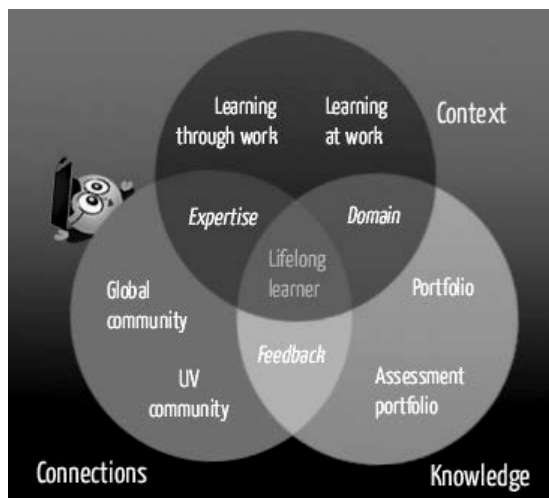 Learning
through work
Learning
at work
Context
Expertise
Domain
Lifelong
learner
Global
community
Portfolio
Feedback
UV
community
Assessment
portfolio
Connections
Knowledge